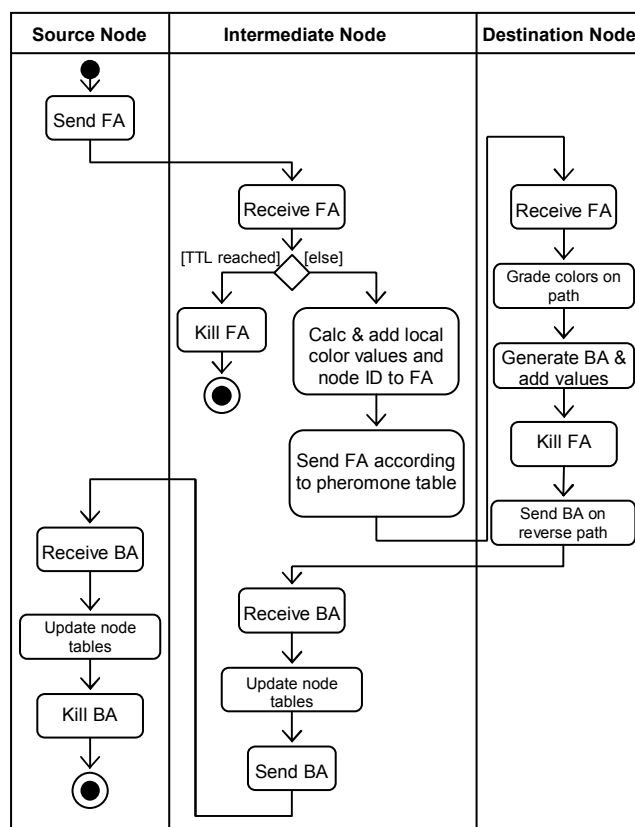 Source Node
Intermediate Node
Destination Node
Send FA
Receive FA
[TTL reached]
[else]
Kill FA
Calc & add local
color values and
node ID to FA
Send FA according
to pheromone table
Receive FA
Grade colors on
path
Generate BA &
add values
Kill FA
Send BA on
reverse path
Receive BA
Update node
tables
Send BA
Receive BA
Update node
tables
Kill BA